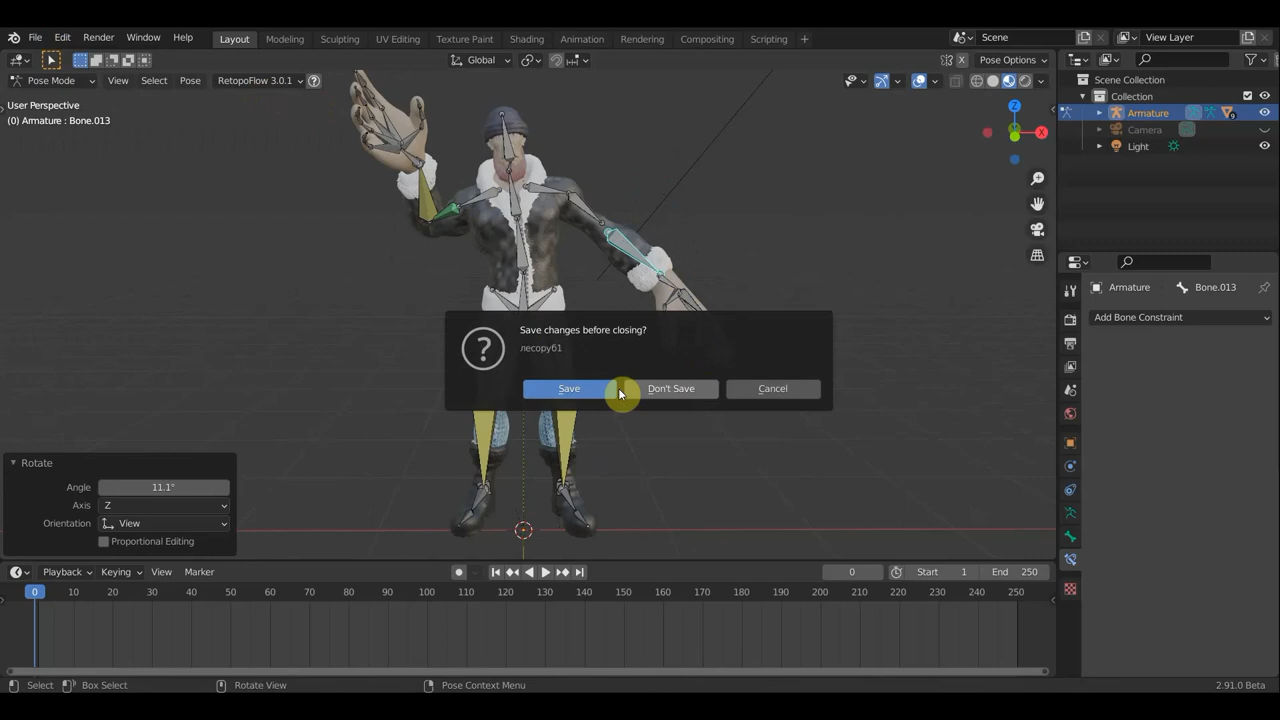 File Edit Render Window Help Layout Modeling Sculpting UV Editing Texture Paint Shading Animation Rendering Compositing Scripting + Scene View Layer
Global Pose Options
Pose Mode View Select Pose RetopoFlow 3.0.1 ?
User Perspective
(0) Armature : Bone.013
Scene Collection
Collection
Armature 9
Camera
Light
Z
X
Y
Armature Bone.013
Add Bone Constraint
Save changes before closing?
лесоруб1
Save Don't Save Cancel
Rotate
Angle 11.1°
Axis Z
Orientation View
Proportional Editing
Playback Keying View Marker 0 Start 1 End 250
0 10 20 30 40 50 60 70 80 90 100 110 120 130 140 150 160 170 180 190 200 210 220 230 240 250
Select Box Select Rotate View Pose Context Menu 2.91.0 Beta